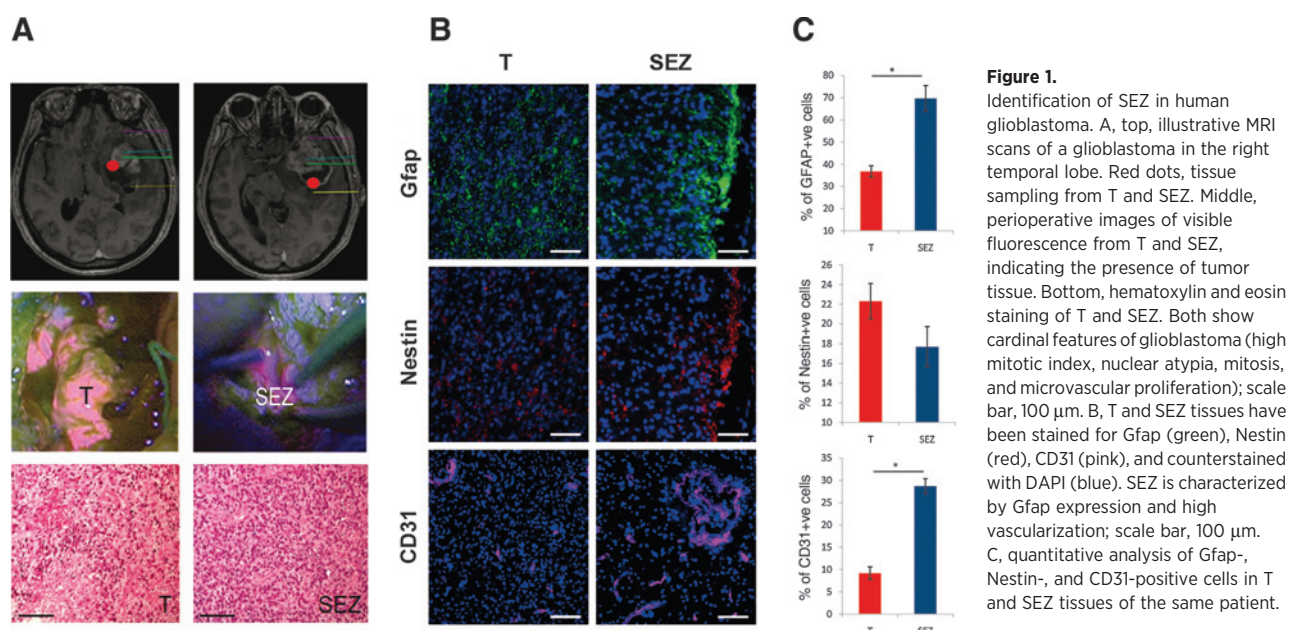 A
T
SEZ
T
SEZ
B
T
SEZ
Gfap
Nestin
CD31
C
% of GFAP+ve cells
80
70
60
50
40
30
20
10
*
T
SEZ
% of Nestin+ve cells
26
24
22
20
18
16
14
12
10
T
SEZ
% of CD31+ve cells
35
30
25
20
15
10
5
0
*
T
SEZ
Figure 1.
Identification of SEZ in human
glioblastoma. A, top, illustrative MRI
scans of a glioblastoma in the right
temporal lobe. Red dots, tissue
sampling from T and SEZ. Middle,
perioperative images of visible
fluorescence from T and SEZ,
indicating the presence of tumor
tissue. Bottom, hematoxylin and eosin
staining of T and SEZ. Both show
cardinal features of glioblastoma (high
mitotic index, nuclear atypia, mitosis,
and microvascular proliferation); scale
bar, 100 μm. B, T and SEZ tissues have
been stained for Gfap (green), Nestin
(red), CD31 (pink), and counterstained
with DAPI (blue). SEZ is characterized
by Gfap expression and high
vascularization; scale bar, 100 μm.
C, quantitative analysis of Gfap-,
Nestin-, and CD31-positive cells in T
and SEZ tissues of the same patient.